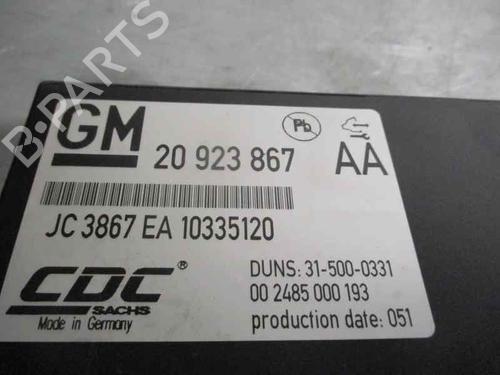 GM
Pb
20 923 867
AA
JC 3867 EA 10335120
CDC®
SACHS
Made in Germany
DUNS: 31-500-0331
00 2485 000 193
production date: 051
B-PARTS